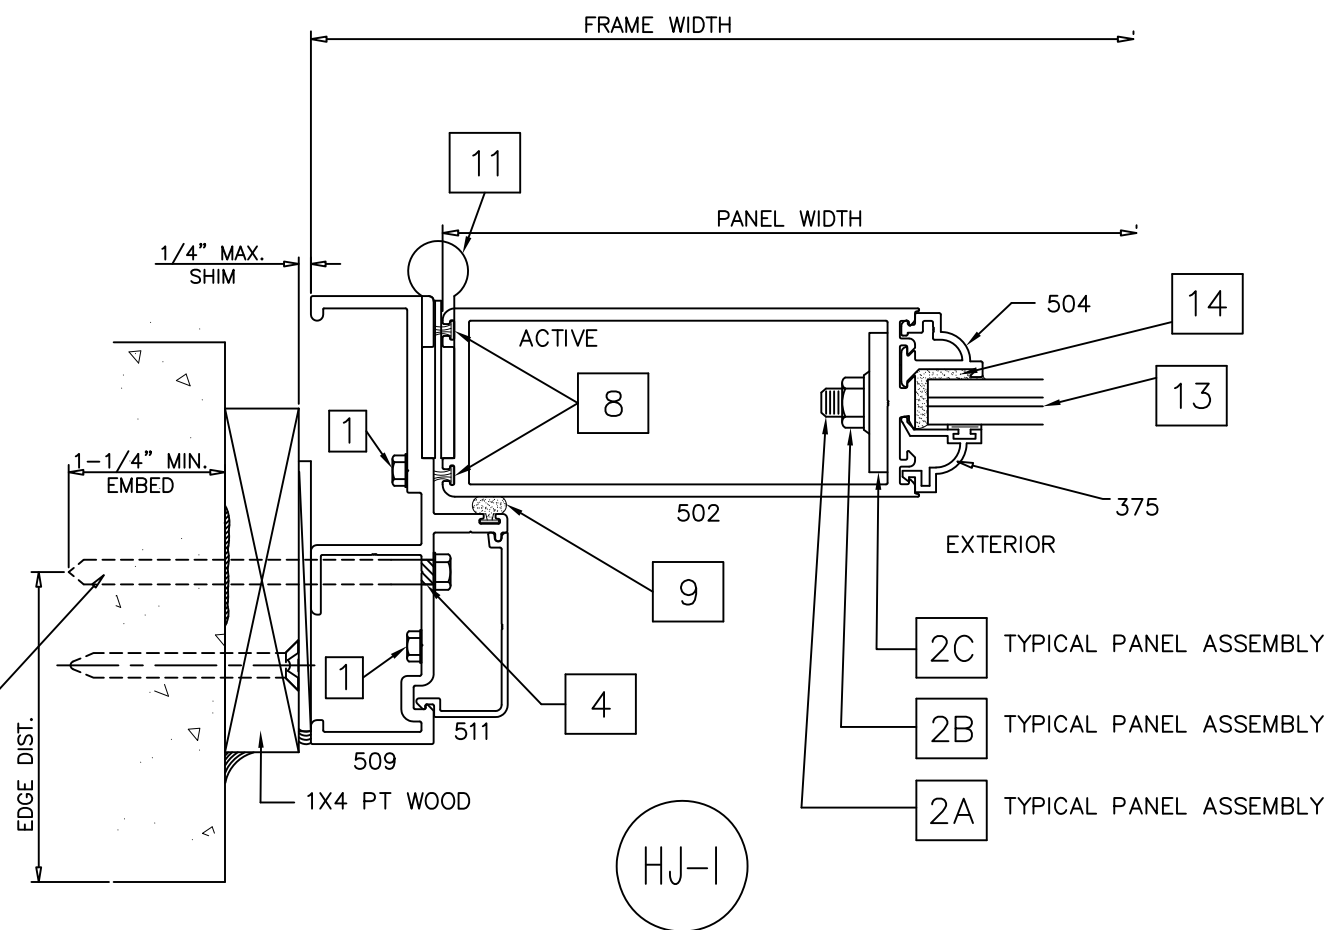 FRAME WIDTH
11
PANEL WIDTH
1/4" MAX.
SHIM
14
504
ACTIVE
8
13
1
1-1/4" MIN.
EMBED
375
502
EXTERIOR
9
2C TYPICAL PANEL ASSEMBLY
1
4
2B TYPICAL PANEL ASSEMBLY
511
509
EDGE DIST.
1X4 PT WOOD
2A TYPICAL PANEL ASSEMBLY
HJ-I